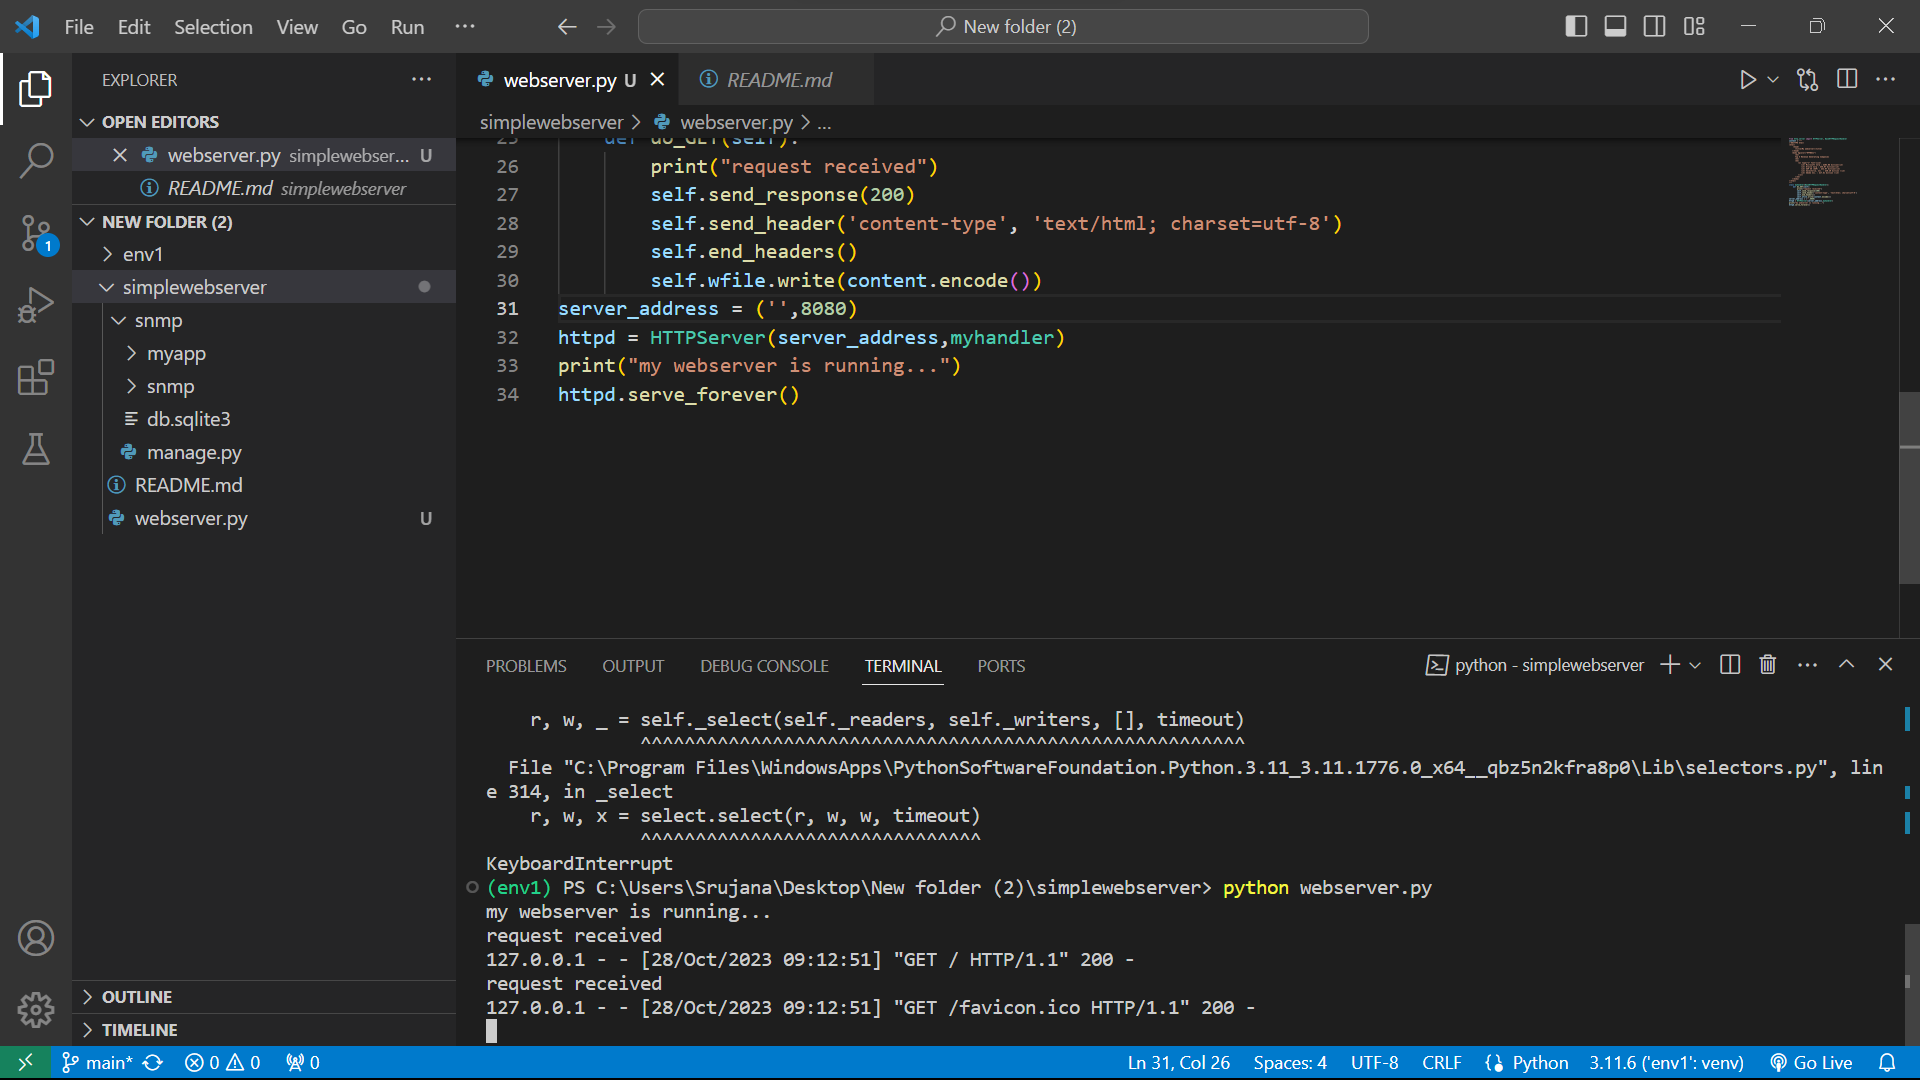 File Edit Selection View Go Run ··· New folder (2)
EXPLORER ···
OPEN EDITORS
webserver.py simplewebser... U
README.md simplewebserver
NEW FOLDER (2)
env1
simplewebserver
snmp
myapp
snmp
db.sqlite3
manage.py
README.md
webserver.py U
OUTLINE
TIMELINE
1
webserver.py U README.md
simplewebserver > webserver.py > ...
25 def do_GET(self):
26 print("request received")
27 self.send_response(200)
28 self.send_header('content-type', 'text/html; charset=utf-8')
29 self.end_headers()
30 self.wfile.write(content.encode())
31 server_address = ('',8080)
32 httpd = HTTPServer(server_address,myhandler)
33 print("my webserver is running...")
34 httpd.serve_forever()
PROBLEMS OUTPUT DEBUG CONSOLE TERMINAL PORTS python - simplewebserver
r, w, _ = self._select(self._readers, self._writers, [], timeout)
^^^^^^^^^^^^^^^^^^^^^^^^^^^^^^^^^^^^^^^^^^^^^^^^^^^^^^^
File "C:\Program Files\WindowsApps\PythonSoftwareFoundation.Python.3.11_3.11.1776.0_x64__qbz5n2kfra8p0\Lib\selectors.py", lin
e 314, in _select
r, w, x = select.select(r, w, w, timeout)
^^^^^^^^^^^^^^^^^^^^^^^^^^^^^^^
KeyboardInterrupt
(env1) PS C:\Users\Srujana\Desktop\New folder (2)\simplewebserver> python webserver.py
my webserver is running...
request received
127.0.0.1 - - [28/Oct/2023 09:12:51] "GET / HTTP/1.1" 200 -
request received
127.0.0.1 - - [28/Oct/2023 09:12:51] "GET /favicon.ico HTTP/1.1" 200 -
main* 0 0 0 Ln 31, Col 26 Spaces: 4 UTF-8 CRLF Python 3.11.6 ('env1': venv) Go Live